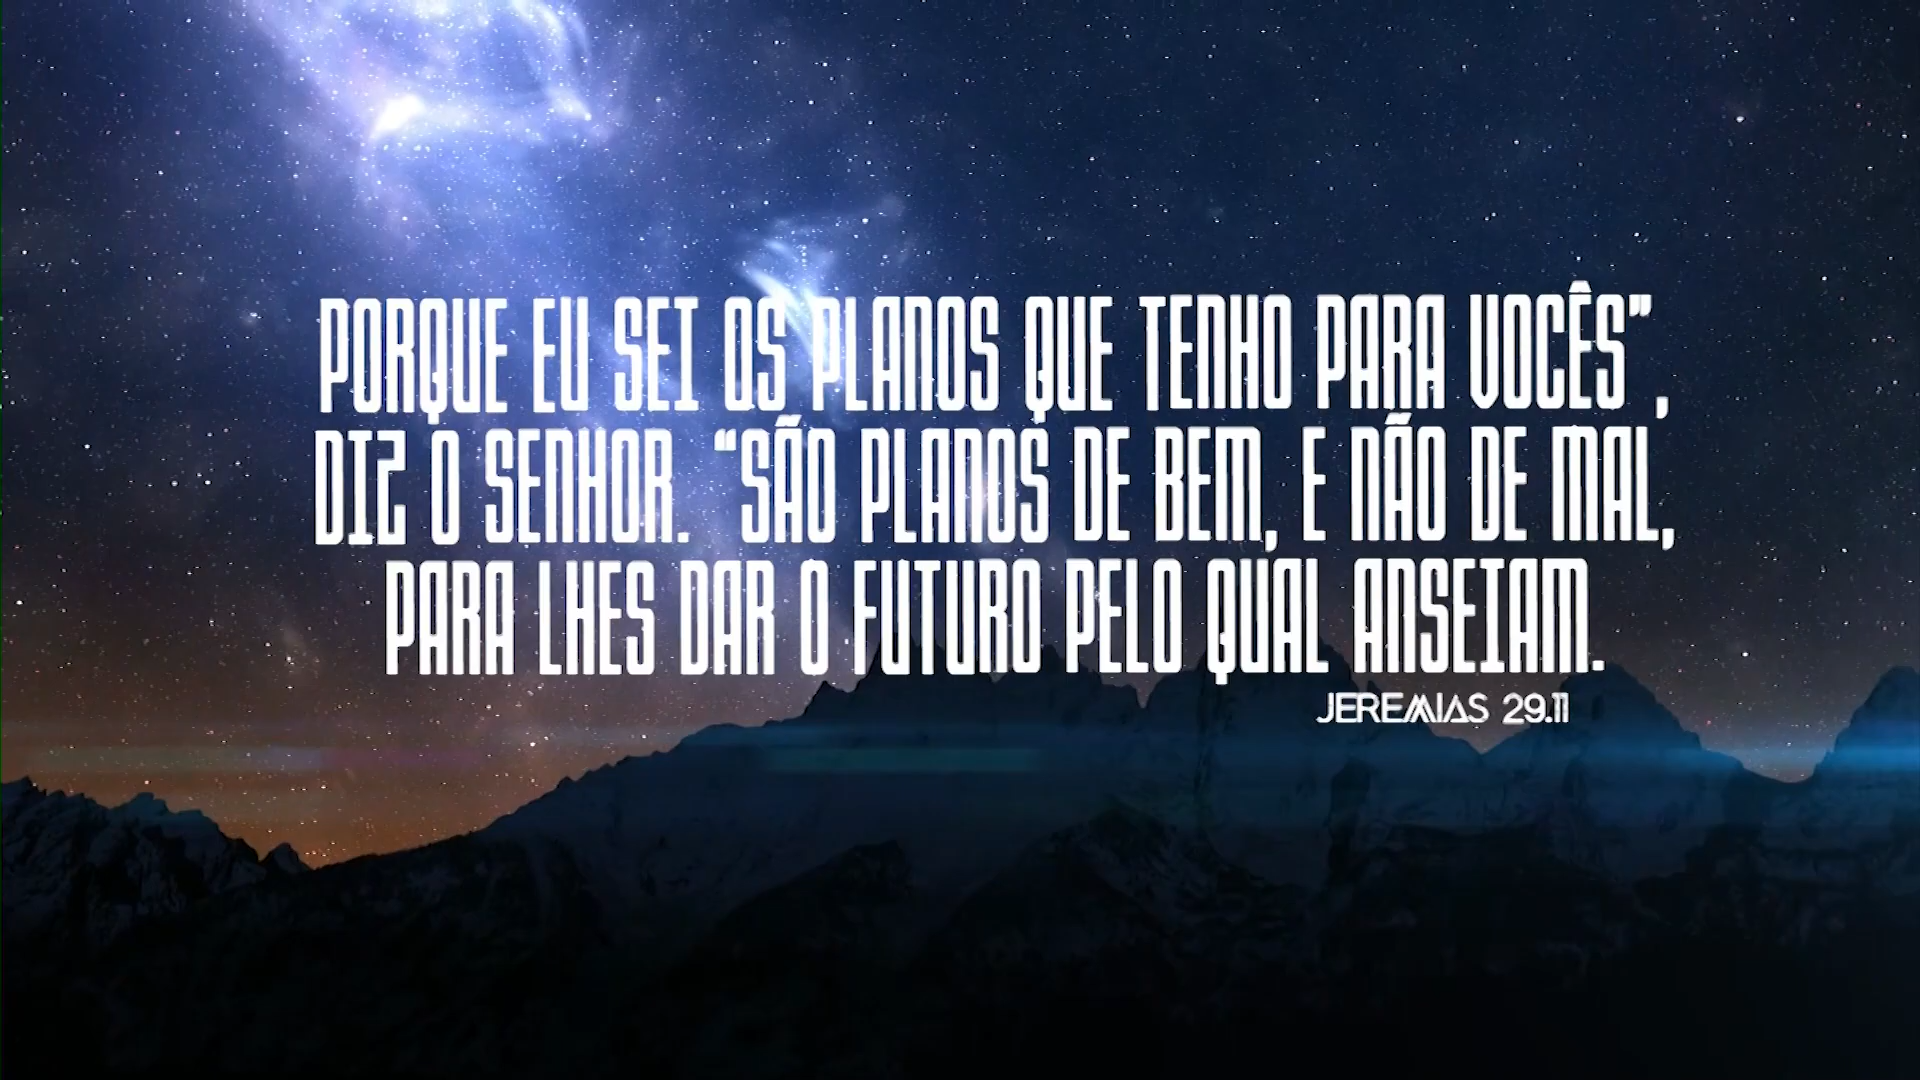 PORQUE EU SEI OS PLANOS QUE TENHO PARA VOCÊS”,
DIZ O SENHOR. “SÃO PLANOS DE BEM, E NÃO DE MAL,
PARA LHES DAR O FUTURO PELO QUAL ANSEIAM.
JEREMIAS 29.11